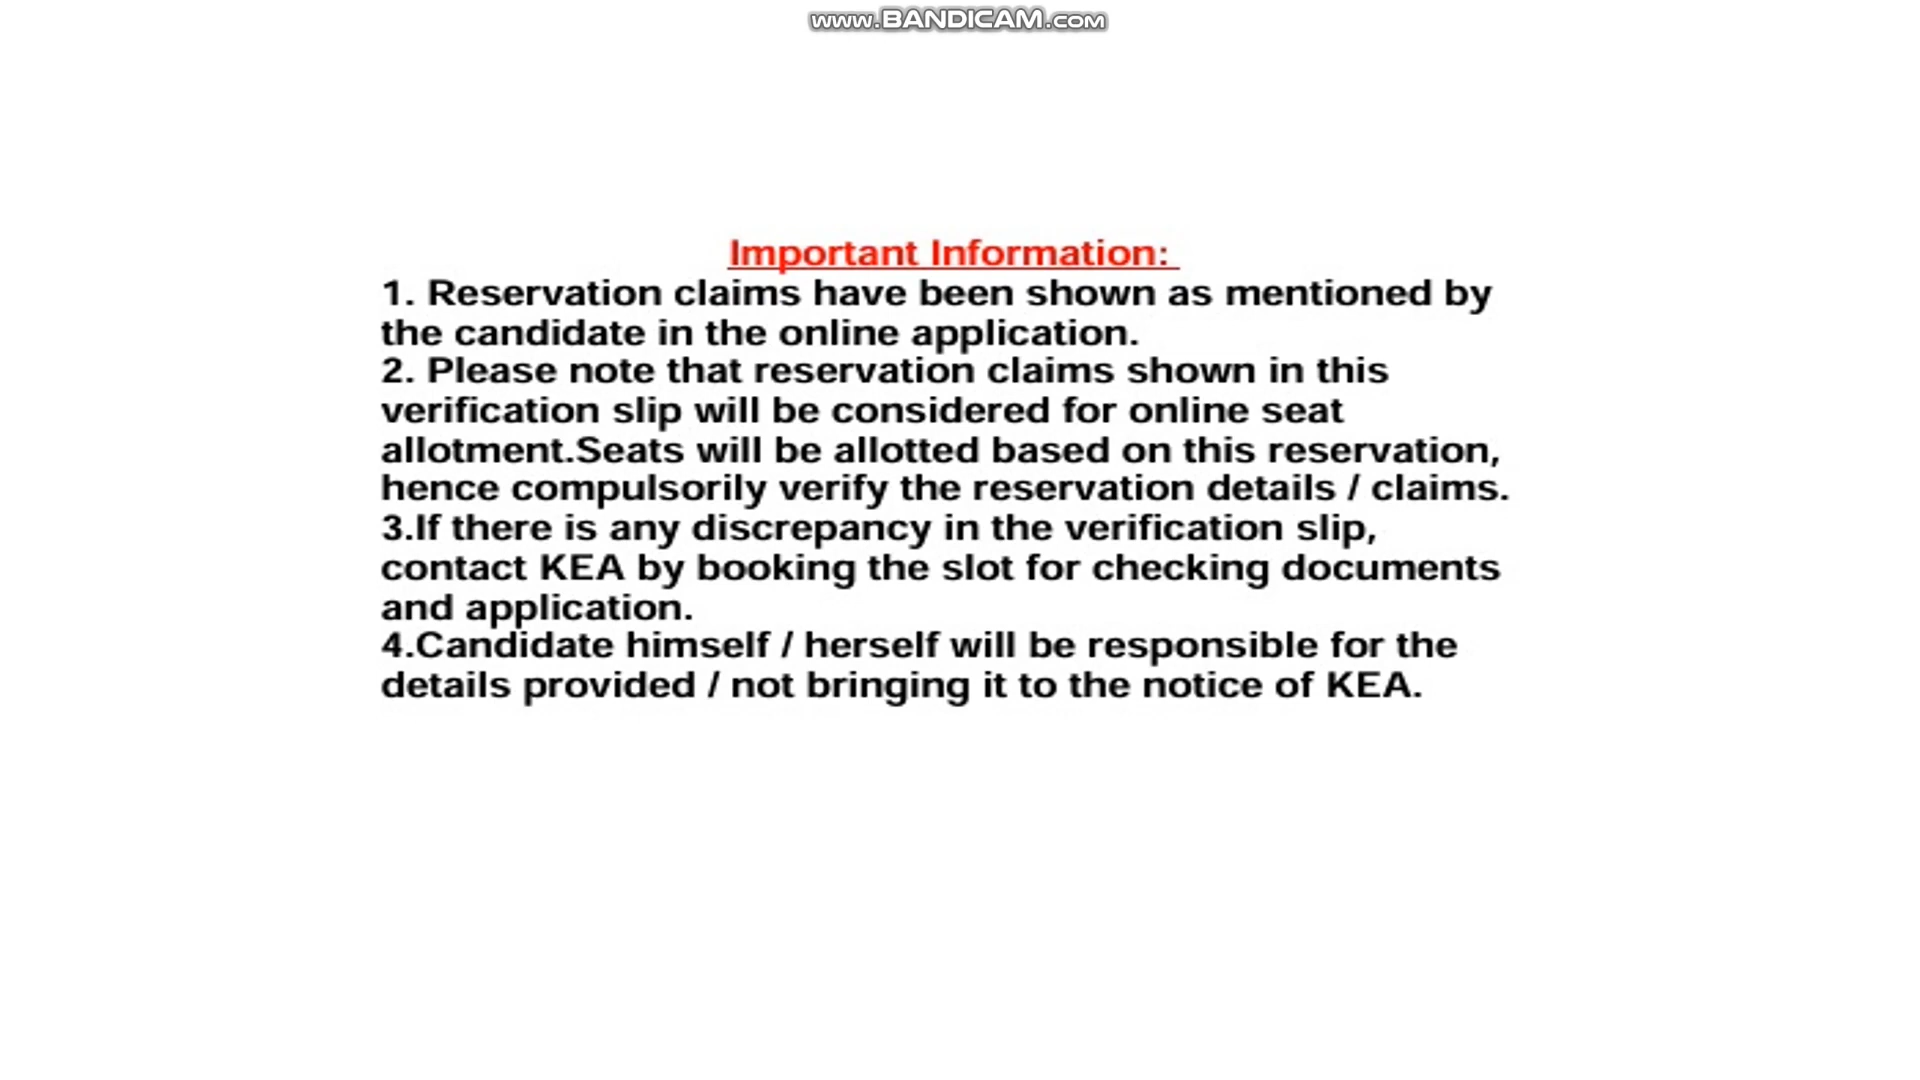 www.BANDICAM.com
Important Information:
1. Reservation claims have been shown as mentioned by
the candidate in the online application.
2. Please note that reservation claims shown in this
verification slip will be considered for online seat
allotment.Seats will be allotted based on this reservation,
hence compulsorily verify the reservation details / claims.
3.If there is any discrepancy in the verification slip,
contact KEA by booking the slot for checking documents
and application.
4.Candidate himself / herself will be responsible for the
details provided / not bringing it to the notice of KEA.